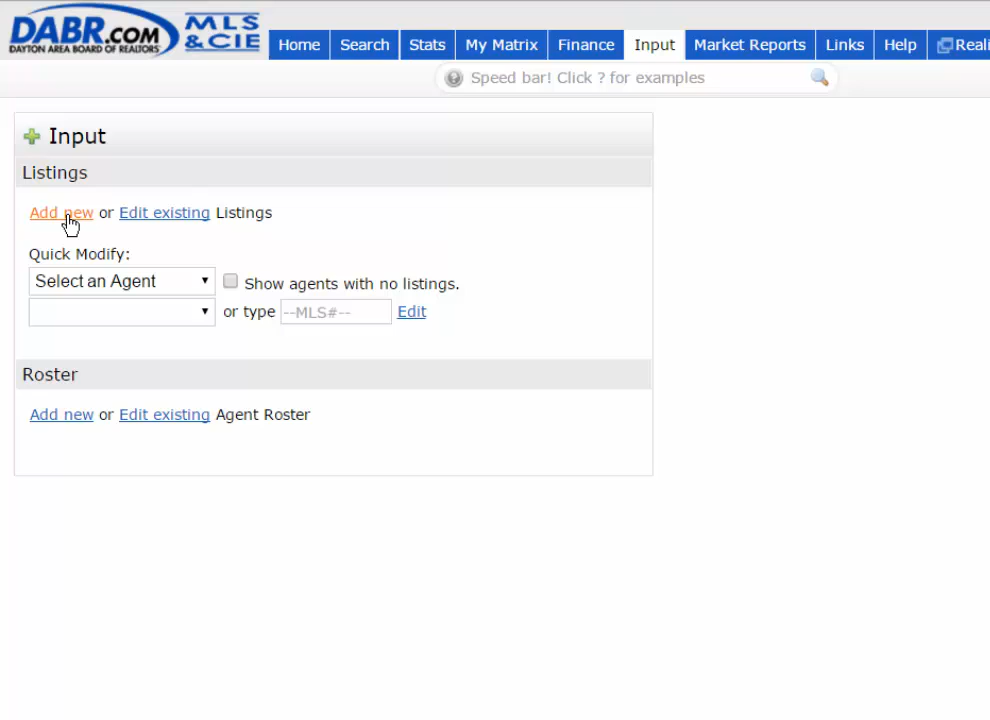 DABR.COM
DAYTON AREA BOARD OF REALTORS
MLS
& CIE
Home Search Stats My Matrix Finance Input Market Reports Links Help Reali
? Speed bar! Click ? for examples
Input
Listings
Add new or Edit existing Listings
Quick Modify:
Select an Agent Show agents with no listings.
or type --MLS#-- Edit
Roster
Add new or Edit existing Agent Roster